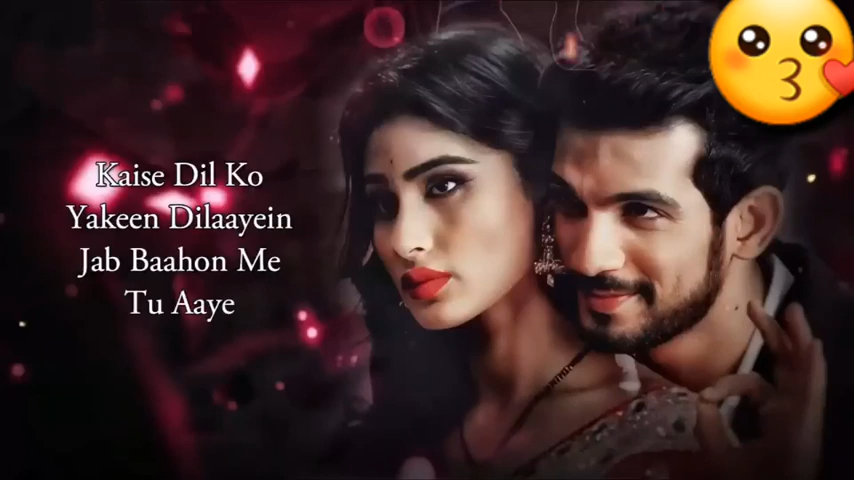 Kaise Dil Ko
Yakeen Dilaayein
Jab Baahon Me
Tu Aaye